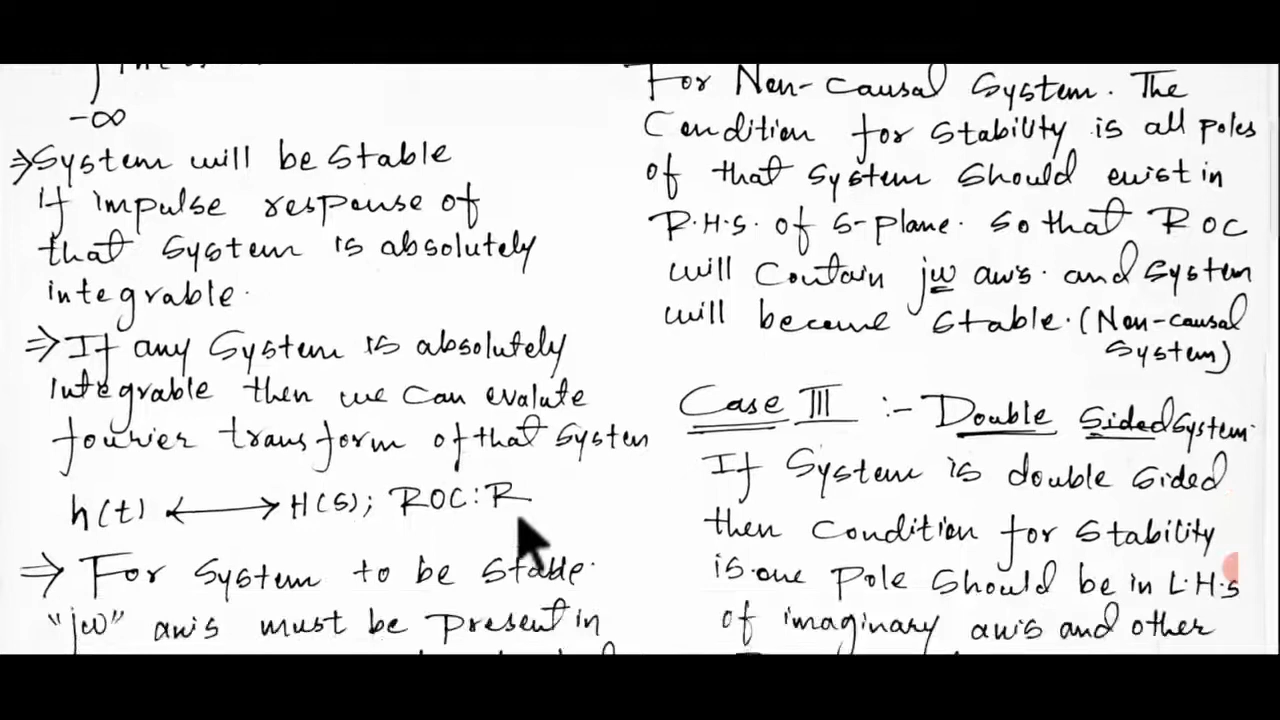 -∞
⇒System will be stable
If impulse response of
that System is absolutely
integrable.
⇒ If any System is absolutely
Integrable then we can evalute
fourier transform of that System
h(t) ⟷ H(s); ROC:R
⇒ For System to be stable.
"jω" axis must be present in
For Non-Causal System. The
Condition for stability is all poles
of that System Should exist in
R.H.S. of S-plane. So that ROC
will Contain jω axis. and System
will become stable. (Non-causal
System)
Case III :- Double Sided System.
If System is double sided
then Condition for Stability
is one Pole Should be in L.H.S
of imaginary axis and other